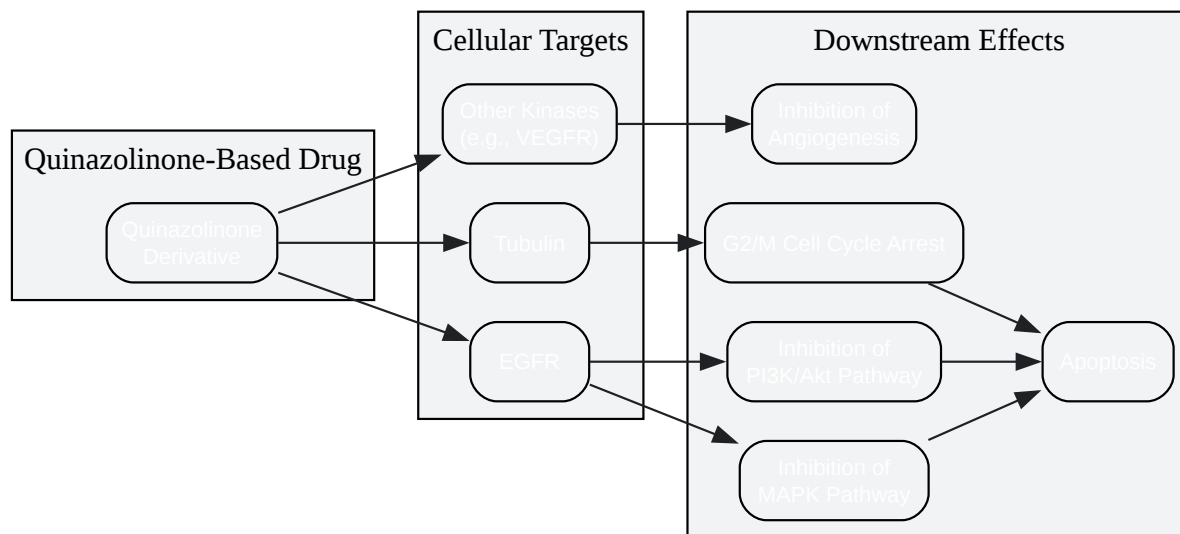 Quinazolinone-Based Drug
Quinazolinone
Derivative
Cellular Targets
Other Kinases
(e.g., VEGFR)
Tubulin
EGFR
Downstream Effects
Inhibition of
Angiogenesis
G2/M Cell Cycle Arrest
Inhibition of
PI3K/Akt Pathway
Inhibition of
MAPK Pathway
Apoptosis